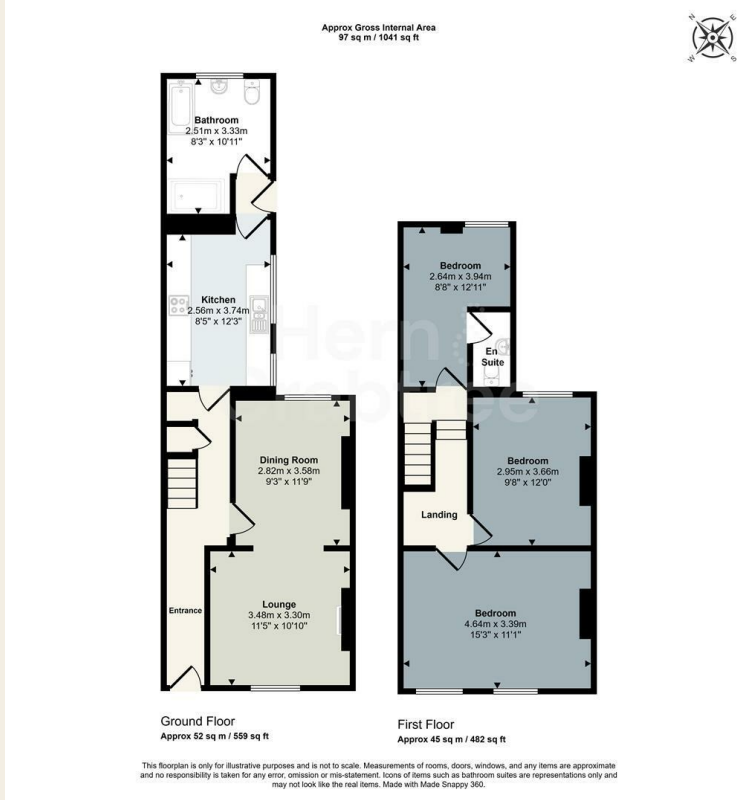 Approx Gross Internal Area
97 sq m / 1041 sq ft
N
E
S
W
Bathroom
2.51m x 3.33m
8'3" x 10'11"
Kitchen
2.56m x 3.74m
8'5" x 12'3"
Dining Room
2.82m x 3.58m
9'3" x 11'9"
Lounge
3.48m x 3.30m
11'5" x 10'10"
Entrance
Bedroom
2.64m x 3.94m
8'8" x 12'11"
En
Suite
Bedroom
2.95m x 3.66m
9'8" x 12'0"
Landing
Bedroom
4.64m x 3.39m
15'3" x 11'1"
Hern
Crabtree
Ground Floor
Approx 52 sq m / 559 sq ft
First Floor
Approx 45 sq m / 482 sq ft
This floorplan is only for illustrative purposes and is not to scale. Measurements of rooms, doors, windows, and any items are approximate
and no responsibility is taken for any error, omission or mis-statement. Icons of items such as bathroom suites are representations only and
may not look like the real items. Made with Made Snappy 360.